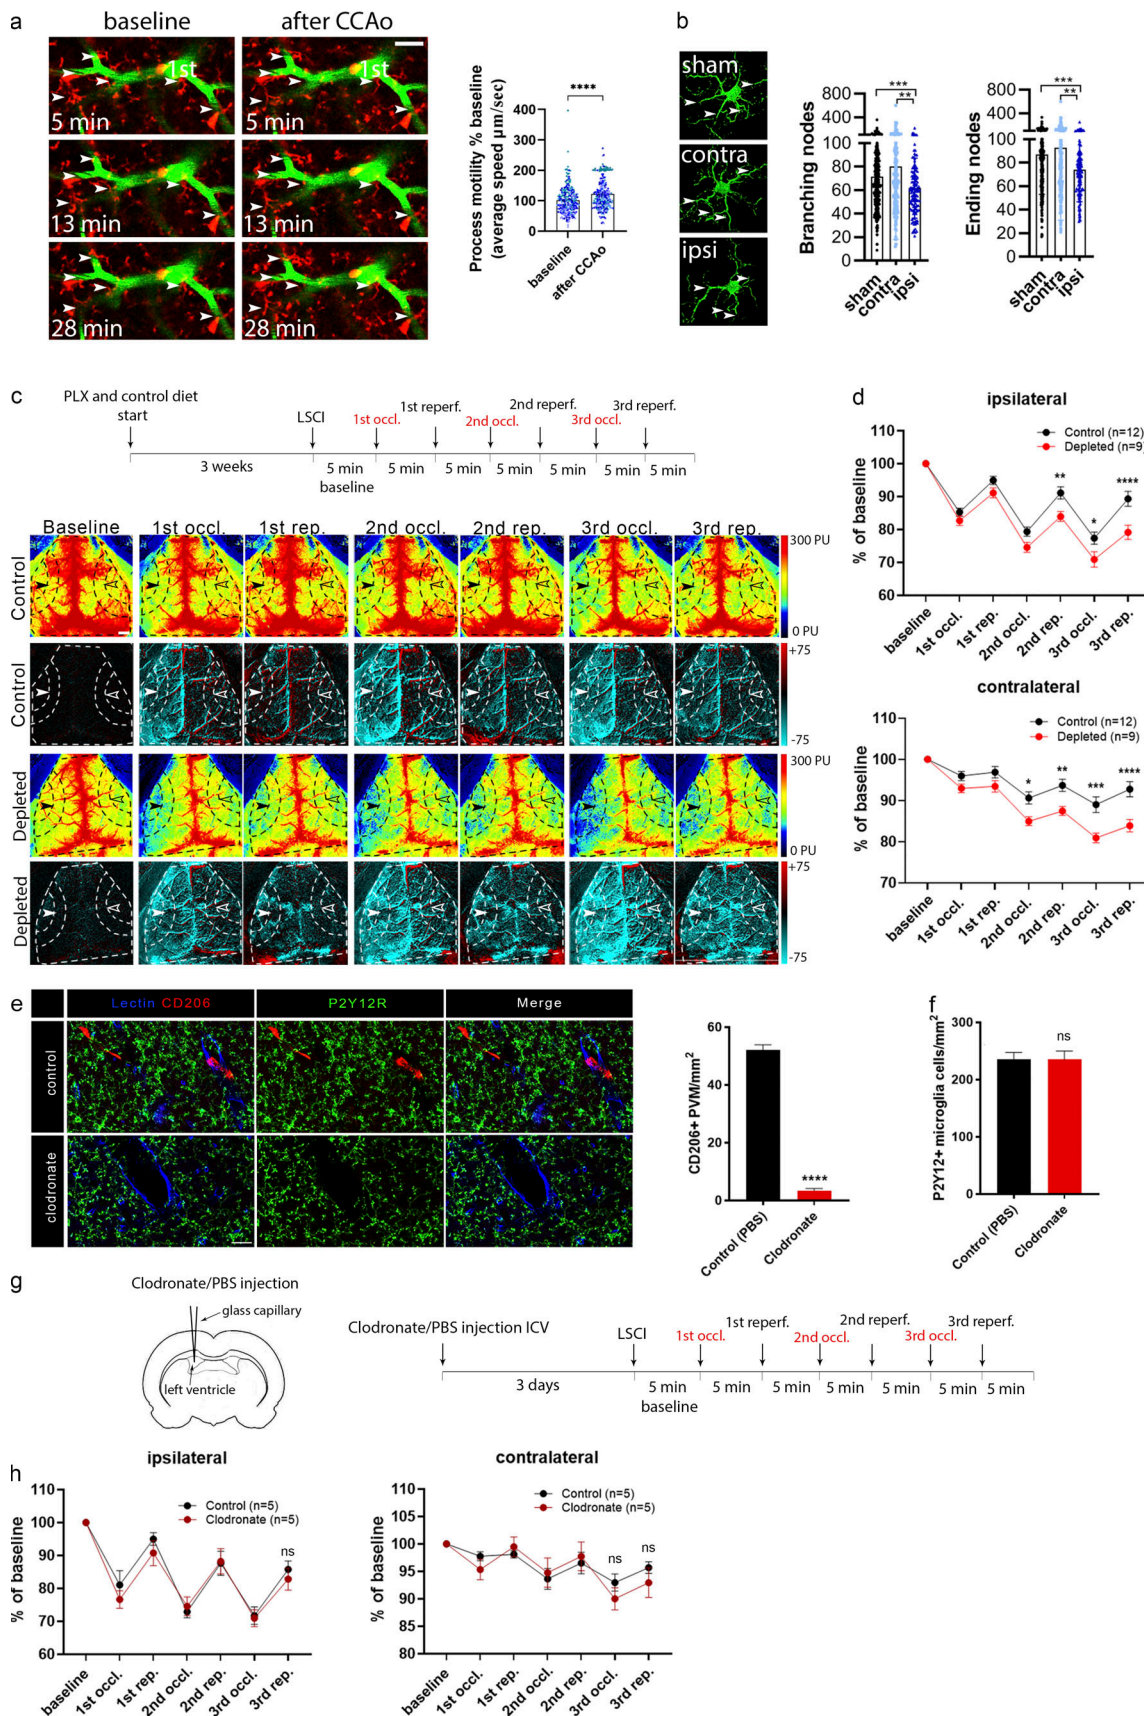 a
baseline
after CCAo
1st
1st
5 min
5 min
13 min
13 min
28 min
28 min
Process motility % baseline
(average speed µm/sec)
500
400
300
200
100
0
****
baseline
after CCAo
b
sham
contra
ipsi
Branching nodes
800
400
100
80
60
40
20
0
***
**
sham
contra
ipsi
Ending nodes
800
400
100
80
60
40
20
0
***
**
sham
contra
ipsi
c
PLX and control diet
start
LSCI
1st occl.
1st reperf.
2nd occl.
2nd reperf.
3rd occl.
3rd reperf.
3 weeks
5 min
5 min
5 min
5 min
5 min
5 min
5 min
baseline
Baseline
1st occl.
1st rep.
2nd occl.
2nd rep.
3rd occl.
3rd rep.
Control
300 PU
0 PU
Control
+75
-75
Depleted
300 PU
0 PU
Depleted
+75
-75
d
ipsilateral
Control (n=12)
Depleted (n=9)
% of baseline
110
100
90
80
70
60
**
*
****
baseline
1st occl.
1st rep.
2nd occl.
2nd rep.
3rd occl.
3rd rep.
contralateral
Control (n=12)
Depleted (n=9)
% of baseline
110
100
90
80
70
*
**
***
****
baseline
1st occl.
1st rep.
2nd occl.
2nd rep.
3rd occl.
3rd rep.
e
Lectin CD206
P2Y12R
Merge
control
clodronate
CD206+ PVM/mm²
60
40
20
0
****
Control (PBS)
Clodronate
f
P2Y12+ microglia cells/mm²
300
200
100
0
ns
Control (PBS)
Clodronate
g
Clodronate/PBS injection
glass capillary
left ventricle
Clodronate/PBS injection ICV
LSCI
1st occl.
1st reperf.
2nd occl.
2nd reperf.
3rd occl.
3rd reperf.
3 days
5 min
5 min
5 min
5 min
5 min
5 min
5 min
baseline
h
ipsilateral
Control (n=5)
Clodronate (n=5)
% of baseline
110
100
90
80
70
60
ns
baseline
1st occl.
1st rep.
2nd occl.
2nd rep.
3rd occl.
3rd rep.
contralateral
Control (n=5)
Clodronate (n=5)
% of baseline
110
105
100
95
90
85
80
ns
ns
baseline
1st occl.
1st rep.
2nd occl.
2nd rep.
3rd occl.
3rd rep.